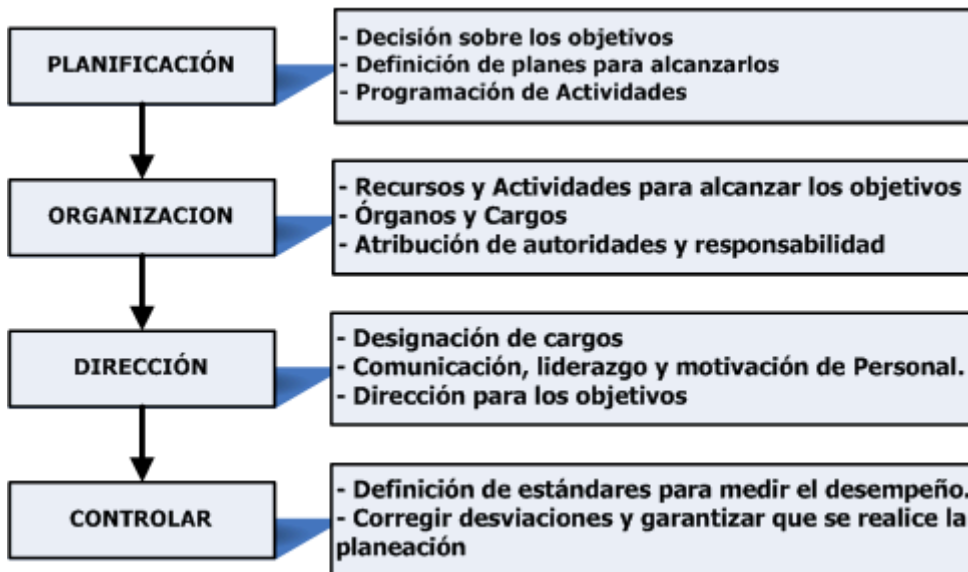 PLANIFICACIÓN
- Decisión sobre los objetivos
- Definición de planes para alcanzarlos
- Programación de Actividades
ORGANIZACION
- Recursos y Actividades para alcanzar los objetivos
- Órganos y Cargos
- Atribución de autoridades y responsabilidad
DIRECCIÓN
- Designación de cargos
- Comunicación, liderazgo y motivación de Personal.
- Dirección para los objetivos
CONTROLAR
- Definición de estándares para medir el desempeño.
- Corregir desviaciones y garantizar que se realice la
planeación